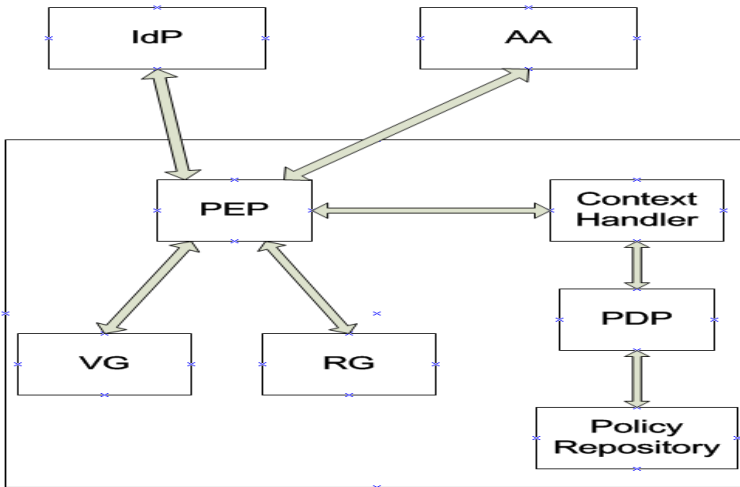 IdP
AA
PEP
Context
Handler
VG
RG
PDP
Policy
Repository